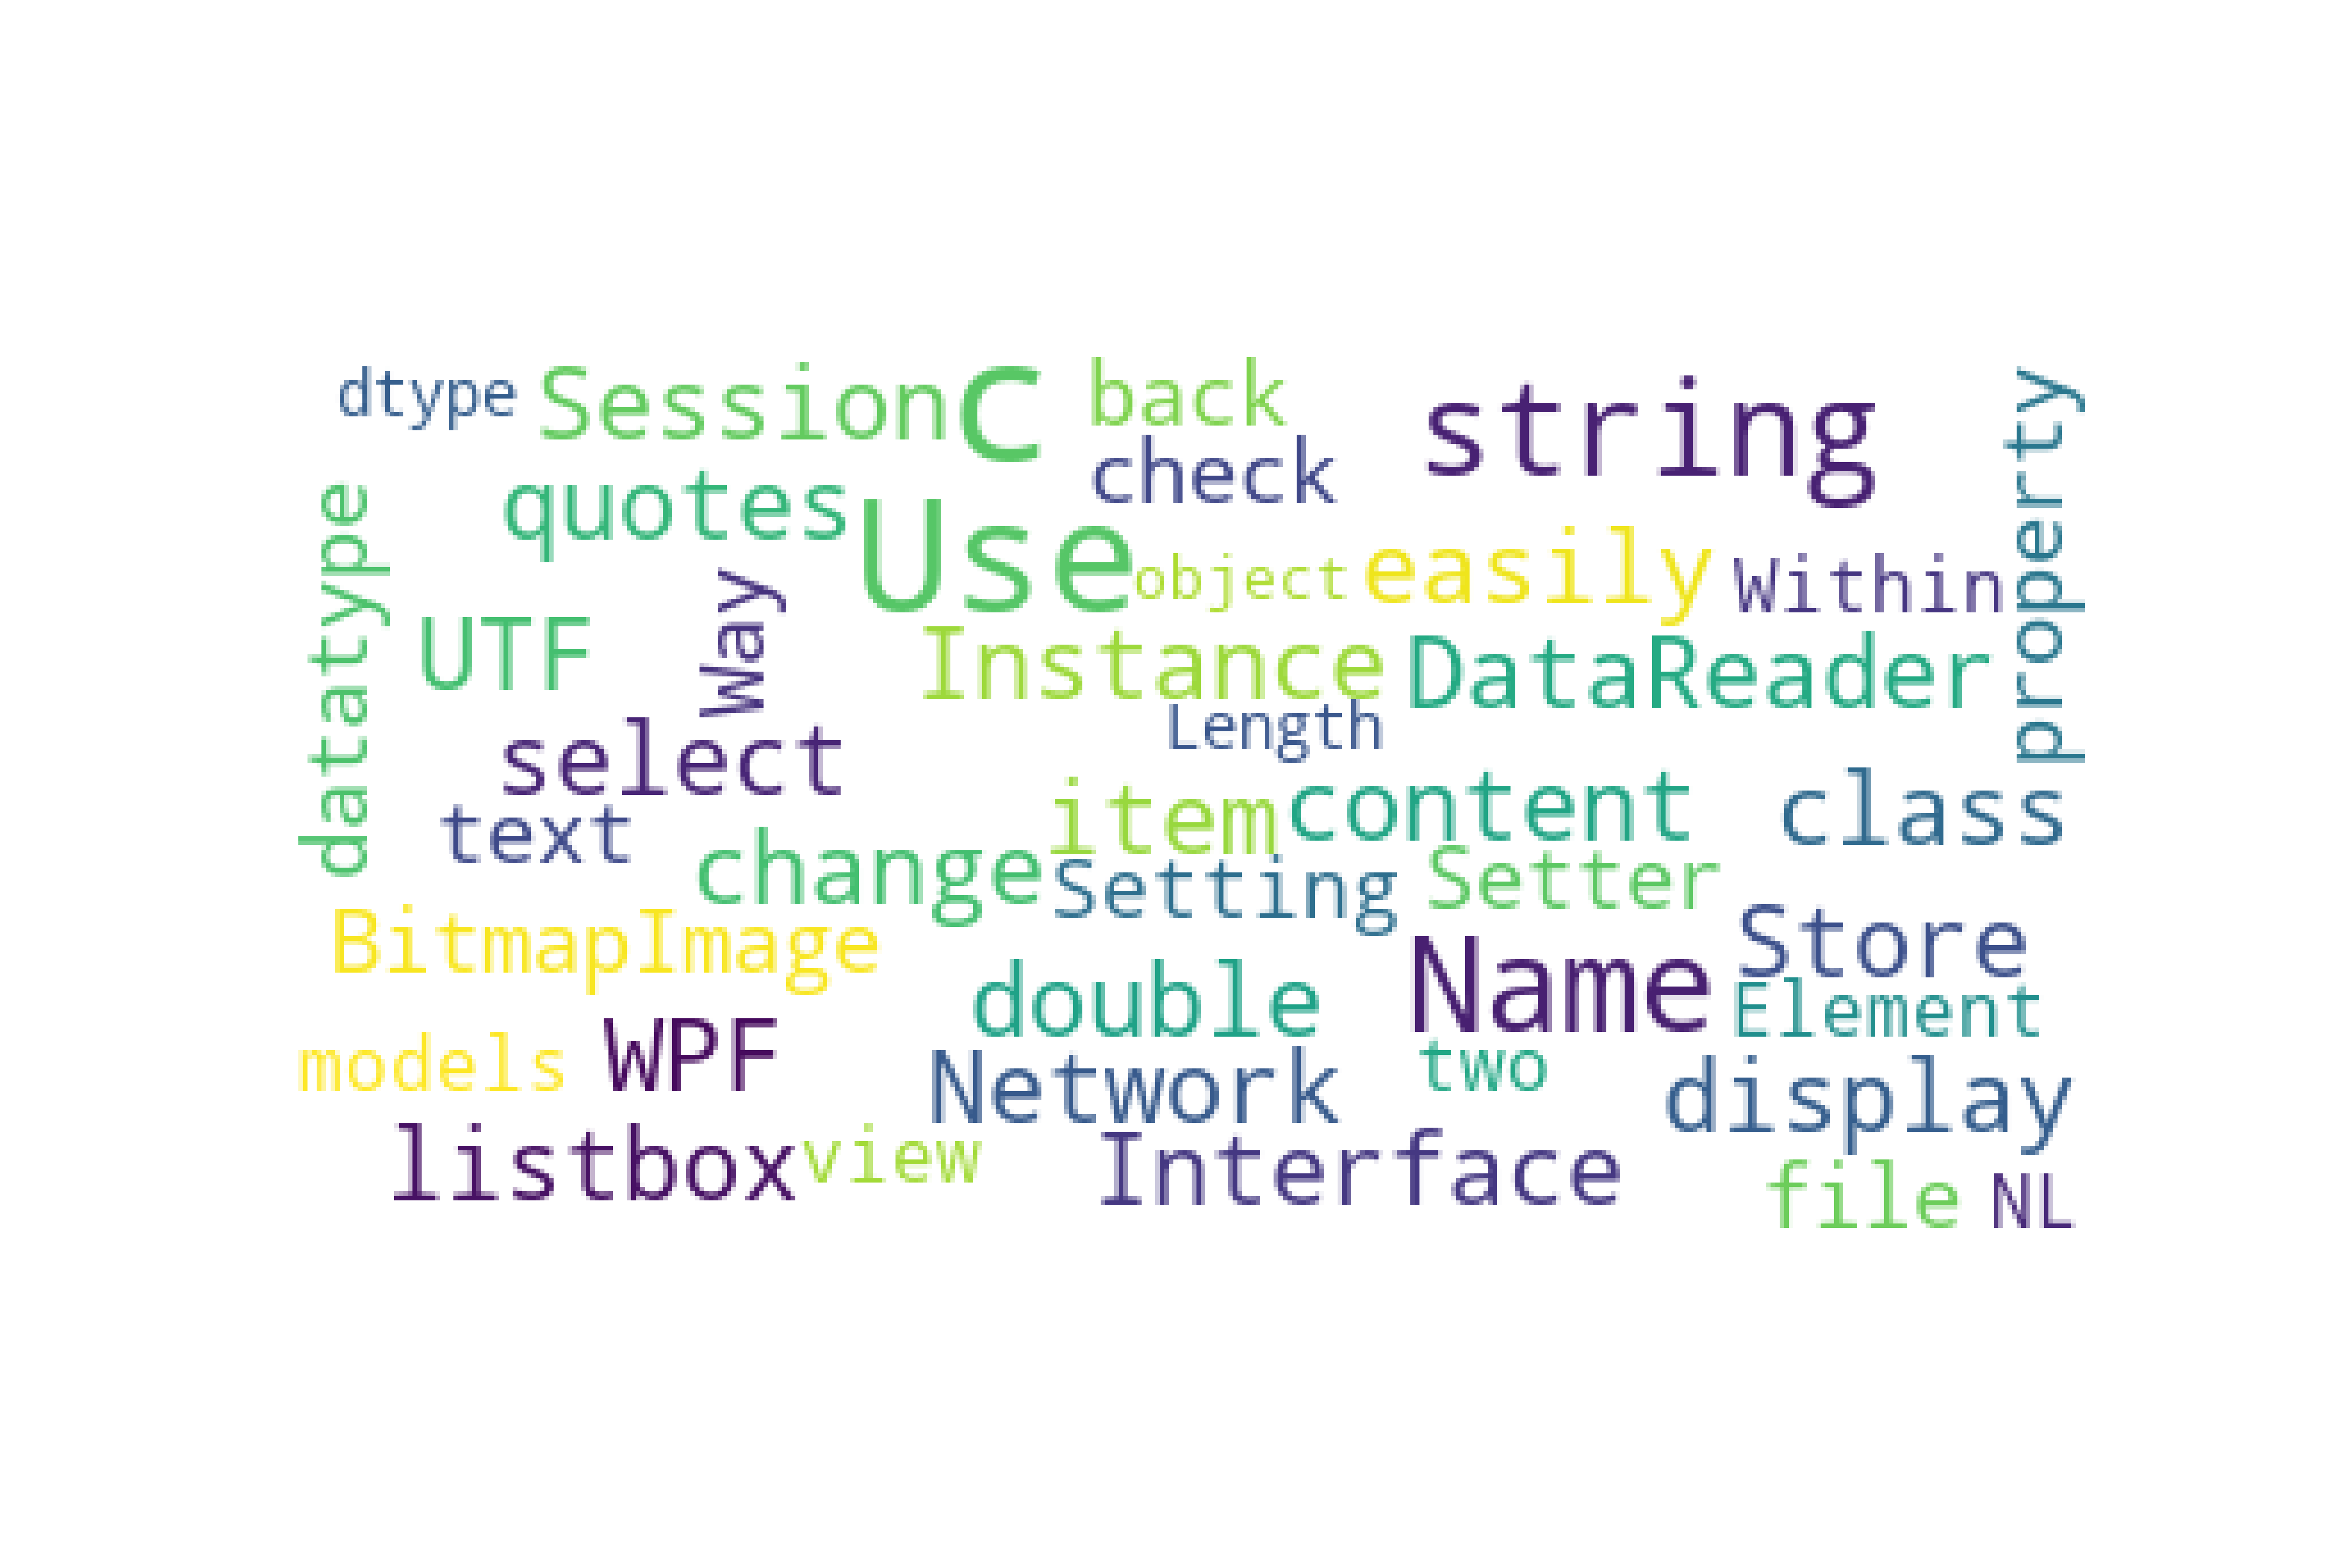 dtype
Session
C
back
string
property
check
quotes
datatype
Use
object
easily
Within
Way
UTF
Instance
DataReader
Length
select
item
content
class
text
change
Setting
Setter
BitmapImage
Store
Name
double
Element
models
WPF
Network
two
display
listbox
view
Interface
file
NL